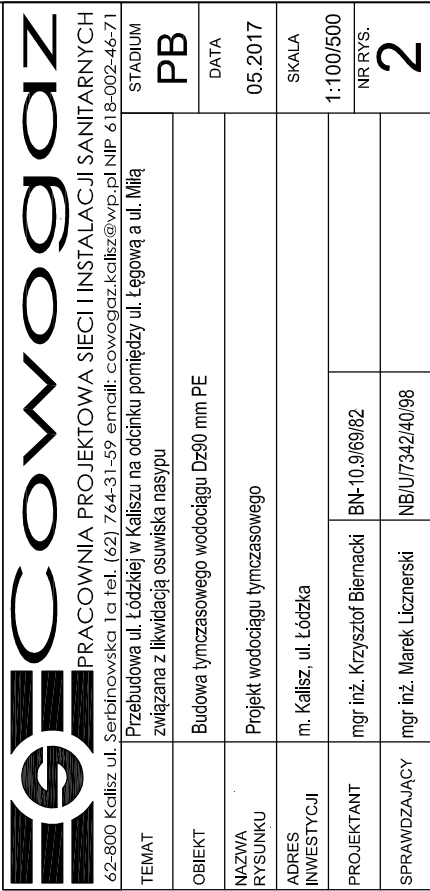 Cowogaz
PRACOWNIA PROJEKTOWA SIECI I INSTALACJI SANITARNYCH
62-800 Kalisz ul. Serbinowska 1a tel. (62) 764-31-59 email: cowogaz.kalisz@wp.pl NIP 618-002-46-71
TEMAT
Przebudowa ul. Łódzkiej w Kaliszu na odcinku pomiędzy ul. Łęgową a ul. Miłą
związana z likwidacją osuwiska nasypu
STADIUM
PB
OBIEKT
Budowa tymczasowego wodociągu Dz90 mm PE
DATA
05.2017
NAZWA
RYSUNKU
Projekt wodociągu tymczasowego
ADRES
INWESTYCJI
m. Kalisz, ul. Łódzka
SKALA
1:100/500
PROJEKTANT
mgr inż. Krzysztof Biernacki
BN-10.9/69/82
NR RYS.
2
SPRAWDZAJĄCY
mgr inż. Marek Licznerski
NB/U/7342/40/98